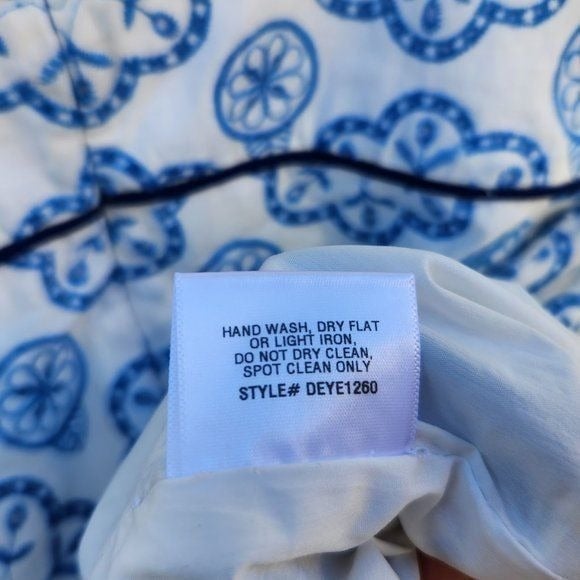 HAND WASH, DRY FLAT
OR LIGHT IRON,
DO NOT DRY CLEAN,
SPOT CLEAN ONLY
STYLE# DEYE1260